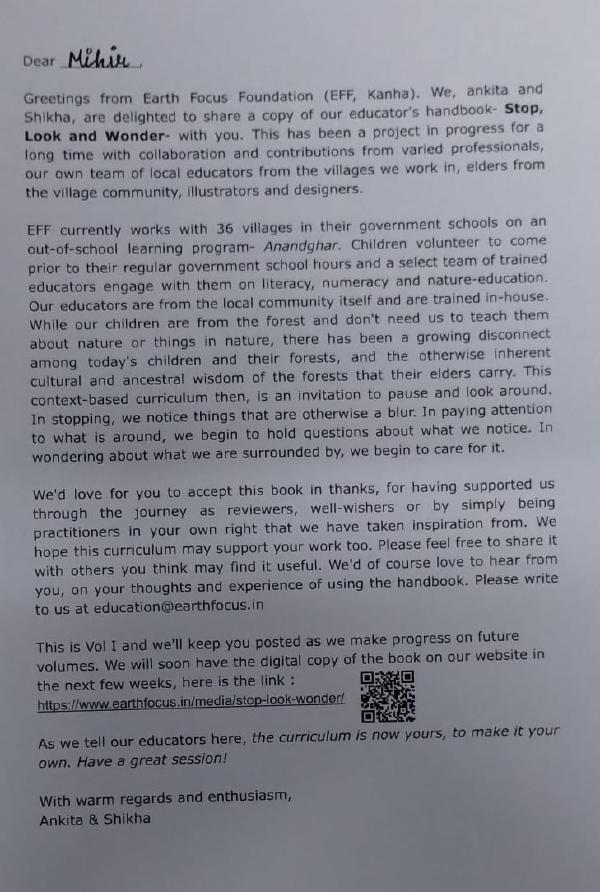 Dear Mihir,
Greetings from Earth Focus Foundation (EFF, Kanha). We, ankita and
Shikha, are delighted to share a copy of our educator's handbook- Stop,
Look and Wonder- with you. This has been a project in progress for a
long time with collaboration and contributions from varied professionals,
our own team of local educators from the villages we work in, elders from
the village community, illustrators and designers.
EFF currently works with 36 villages in their government schools on an
out-of-school learning program- Anandghar. Children volunteer to come
prior to their regular government school hours and a select team of trained
educators engage with them on literacy, numeracy and nature-education.
Our educators are from the local community itself and are trained in-house.
While our children are from the forest and don't need us to teach them
about nature or things in nature, there has been a growing disconnect
among today's children and their forests, and the otherwise inherent
cultural and ancestral wisdom of the forests that their elders carry. This
context-based curriculum then, is an invitation to pause and look around.
In stopping, we notice things that are otherwise a blur. In paying attention
to what is around, we begin to hold questions about what we notice. In
wondering about what we are surrounded by, we begin to care for it.
We'd love for you to accept this book in thanks, for having supported us
through the journey as reviewers, well-wishers or by simply being
practitioners in your own right that we have taken inspiration from. We
hope this curriculum may support your work too. Please feel free to share it
with others you think may find it useful. We'd of course love to hear from
you, on your thoughts and experience of using the handbook. Please write
to us at education@earthfocus.in
This is Vol I and we'll keep you posted as we make progress on future
volumes. We will soon have the digital copy of the book on our website in
the next few weeks, here is the link :
https://www.earthfocus.in/media/stop-look-wonder/
As we tell our educators here, the curriculum is now yours, to make it your
own. Have a great session!
With warm regards and enthusiasm,
Ankita & Shikha